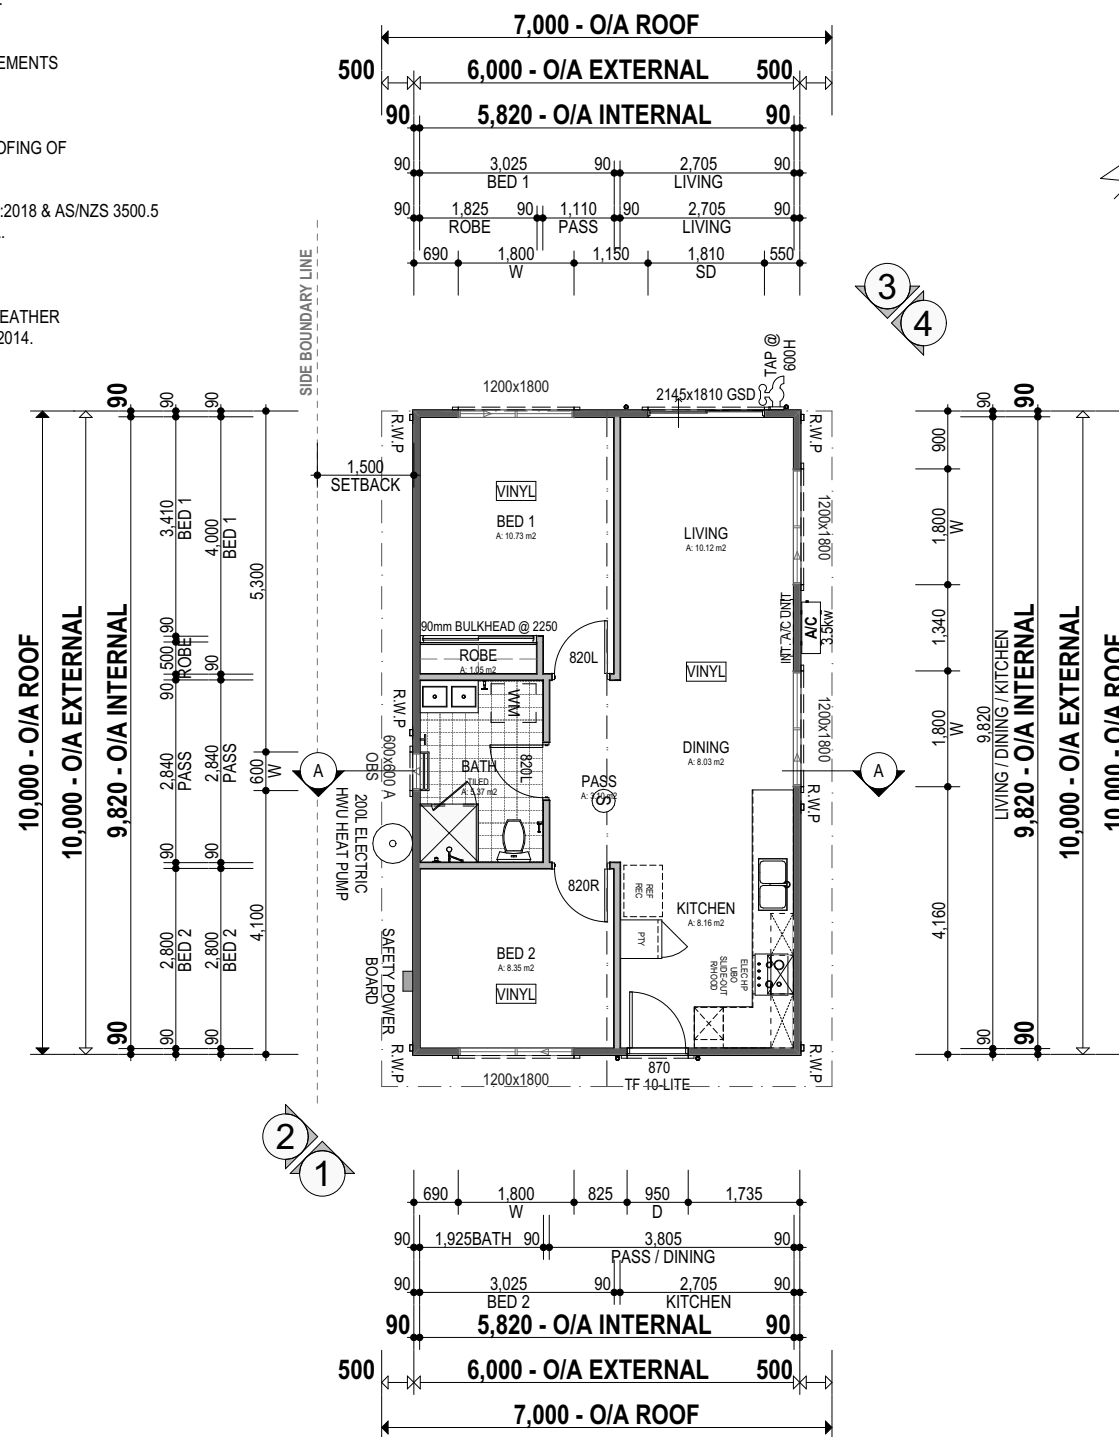 EMENTS
OFING OF
:2018 & AS/NZS 3500.5
EATHER
2014.
7,000 - O/A ROOF
500 6,000 - O/A EXTERNAL 500
90 5,820 - O/A INTERNAL 90
90 3,025 90 2,705 90
BED 1 LIVING
90 1,825 90 1,110 90 2,705 90
ROBE PASS LIVING
690 1,800 1,150 1,810 550
W SD
SIDE BOUNDARY LINE
3
4
TAP @
600H
1200x1800
2145x1810 GSD
R.W.P
R.W.P
1,500
SETBACK
VINYL
BED 1
A: 10.73 m2
LIVING
A: 10.12 m2
1200x1800
90mm BULKHEAD @ 2250
ROBE
A: 1.05 m2
820L
INT. A/C UNIT
A/C
3.5kw
VINYL
R.W.P
WM
1200x1800
DINING
A: 8.03 m2
A
600x600 A
OBS
BATH
TILED
A: 5.37 m2
820L
PASS
S
A
R.W.P
200L ELECTRIC
HWU HEAT PUMP
820R
REF
REC
KITCHEN
A: 8.16 m2
PTY
BED 2
A: 8.35 m2
VINYL
ELEC HP
UBO
SLIDE-OUT
R/HOOD
SAFETY POWER
BOARD
R.W.P
R.W.P
1200x1800
870
TF 10-LITE
10,000 - O/A ROOF
10,000 - O/A EXTERNAL
90 9,820 - O/A INTERNAL 90
90 3,410 90 500 90 2,840 90 2,800 90
BED 1 ROBE PASS BED 2
90 4,000 90 2,840 90 2,800 90
BED 1 PASS BED 2
5,300 600 4,100
W
900 1,800 1,340 1,800 4,160
W W
90 9,820 90
LIVING / DINING / KITCHEN
90 9,820 - O/A INTERNAL 90
10,000 - O/A EXTERNAL
10,000 - O/A ROOF
2
1
690 1,800 825 950 1,735
W D
90 1,925 BATH 90 3,805 90
PASS / DINING
90 3,025 90 2,705 90
BED 2 KITCHEN
90 5,820 - O/A INTERNAL 90
500 6,000 - O/A EXTERNAL 500
7,000 - O/A ROOF